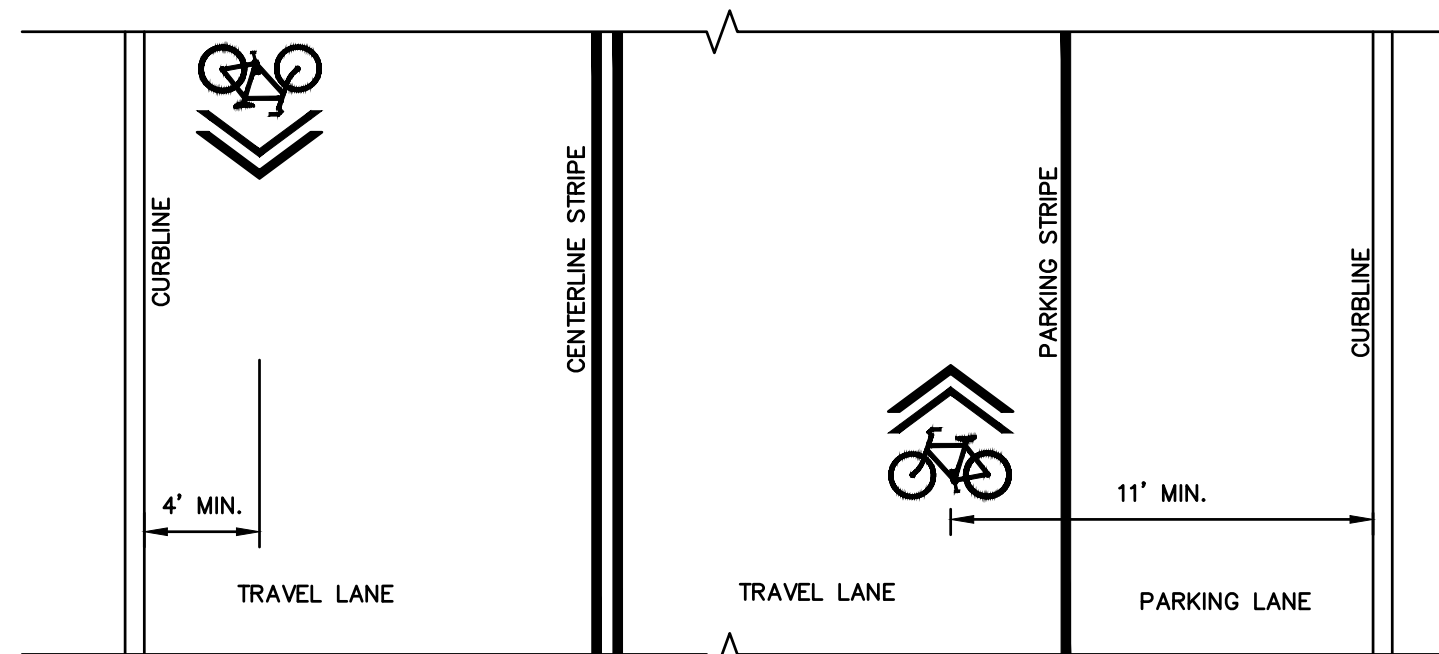 CURBLINE
CENTERLINE STRIPE
PARKING STRIPE
CURBLINE
4' MIN.
11' MIN.
TRAVEL LANE
TRAVEL LANE
PARKING LANE